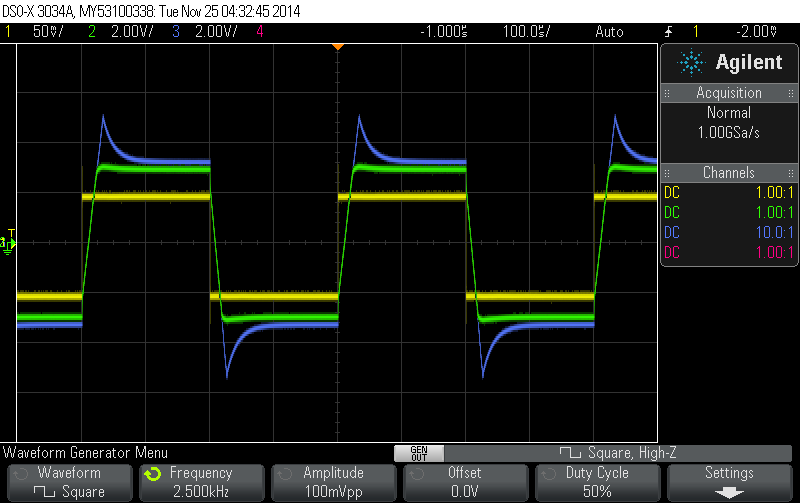 DSO-X 3034A, MY53100338: Tue Nov 25 04:32:45 2014
1 50mV/ 2 2.00V/ 3 2.00V/ 4 -1.000s 100.0s/ Auto 1 -2.00V
Agilent
Acquisition
Normal
1.00GSa/s
Channels
DC 1.00:1
DC 1.00:1
DC 10.0:1
DC 1.00:1
T
Waveform Generator Menu
GEN OUT
Square, High-Z
Waveform Frequency Amplitude Offset Duty Cycle Settings
Square 2.500kHz 100mVpp 0.0V 50%